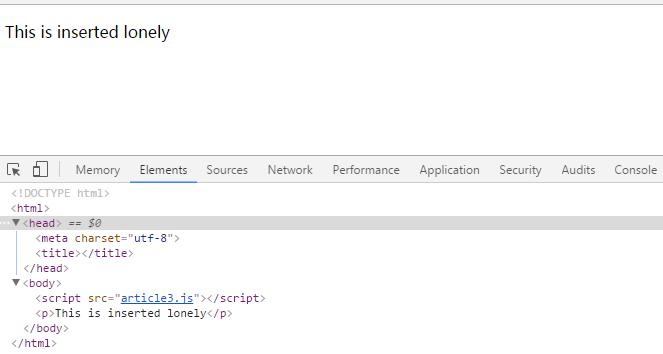 This is inserted lonely
Memory Elements Sources Network Performance Application Security Audits Console
<!DOCTYPE html>
<html>
...▼<head> == $0
<meta charset="utf-8">
<title></title>
</head>
▼<body>
<script src="article3.js"></script>
<p>This is inserted lonely</p>
</body>
</html>